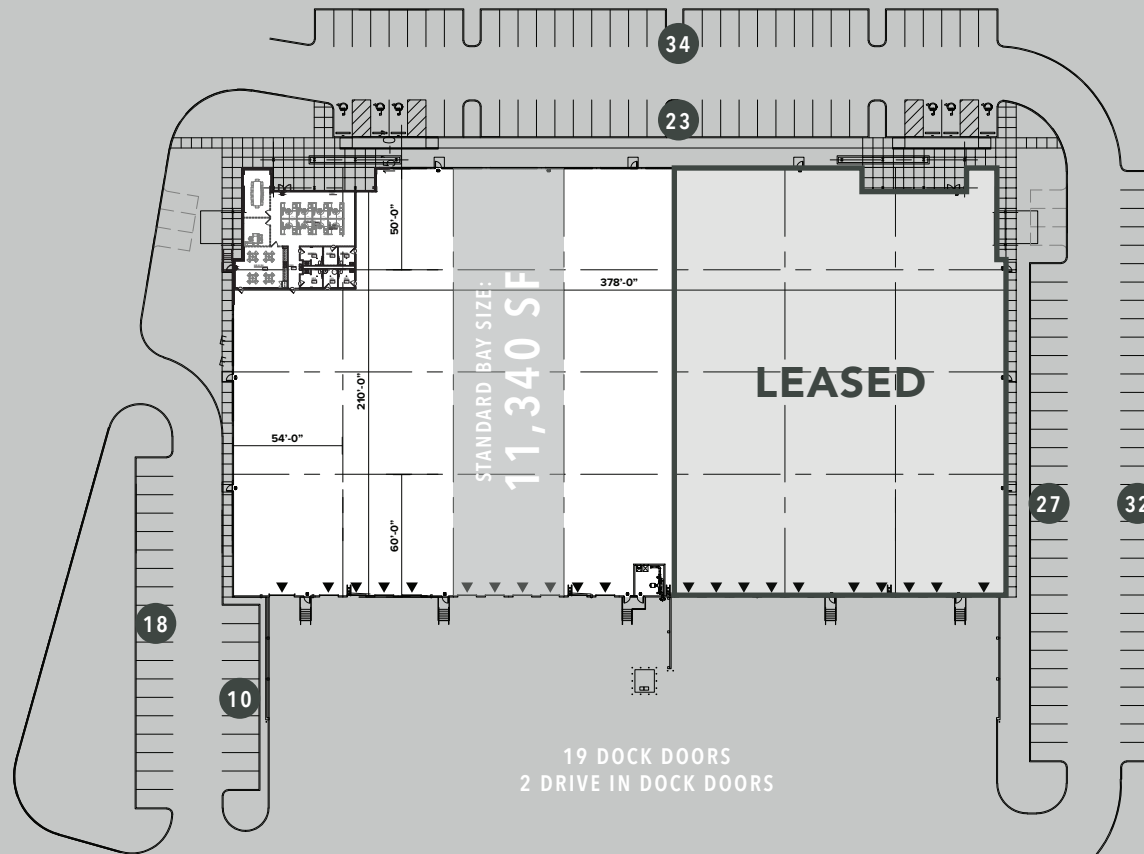 34
23
50'-0"
378'-0"
STANDARD BAY SIZE:
11,340 SF
LEASED
210'-0"
54'-0"
60'-0"
27
32
18
10
19 DOCK DOORS
2 DRIVE IN DOCK DOORS